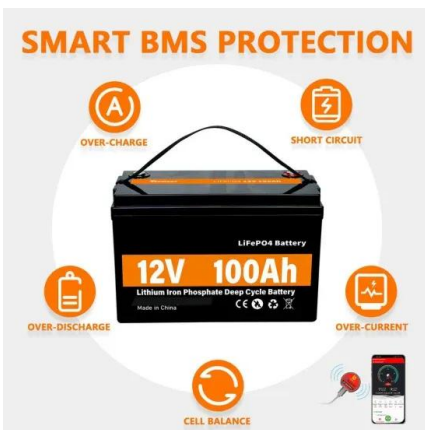 SMART BMS PROTECTION
A
OVER-CHARGE
SHORT CIRCUIT
LiFePO4 Battery
12V 100Ah
Lithium Iron Phosphate Deep Cycle Battery
Made in China
CE
OVER-DISCHARGE
OVER-CURRENT
CELL BALANCE